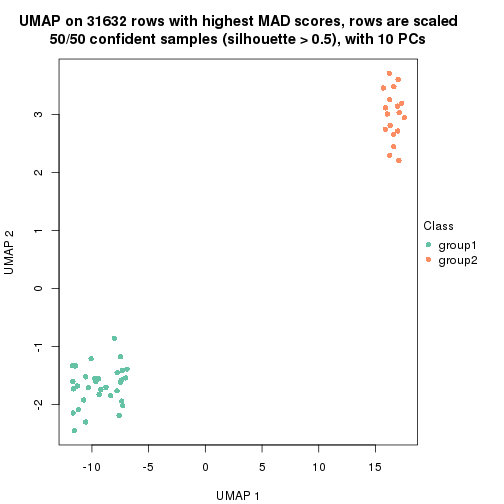 UMAP on 31632 rows with highest MAD scores, rows are scaled
50/50 confident samples (silhouette > 0.5), with 10 PCs
3
2
1
0
-1
-2
UMAP 2
-10
-5
0
5
10
15
UMAP 1
Class
group1
group2